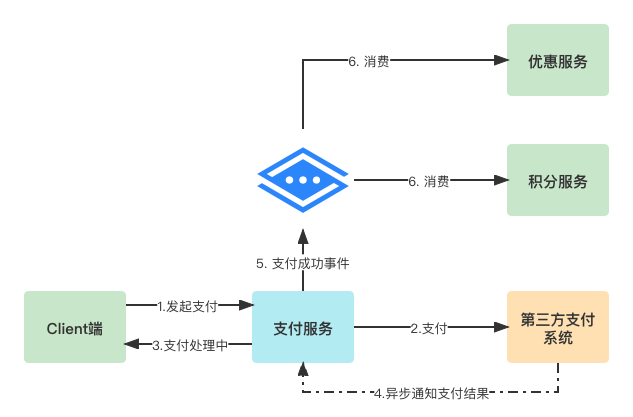 优惠服务
6. 消费
积分服务
6. 消费
5. 支付成功事件
Client端
1.发起支付
支付服务
2.支付
第三方支付
系统
3.支付处理中
4.异步通知支付结果